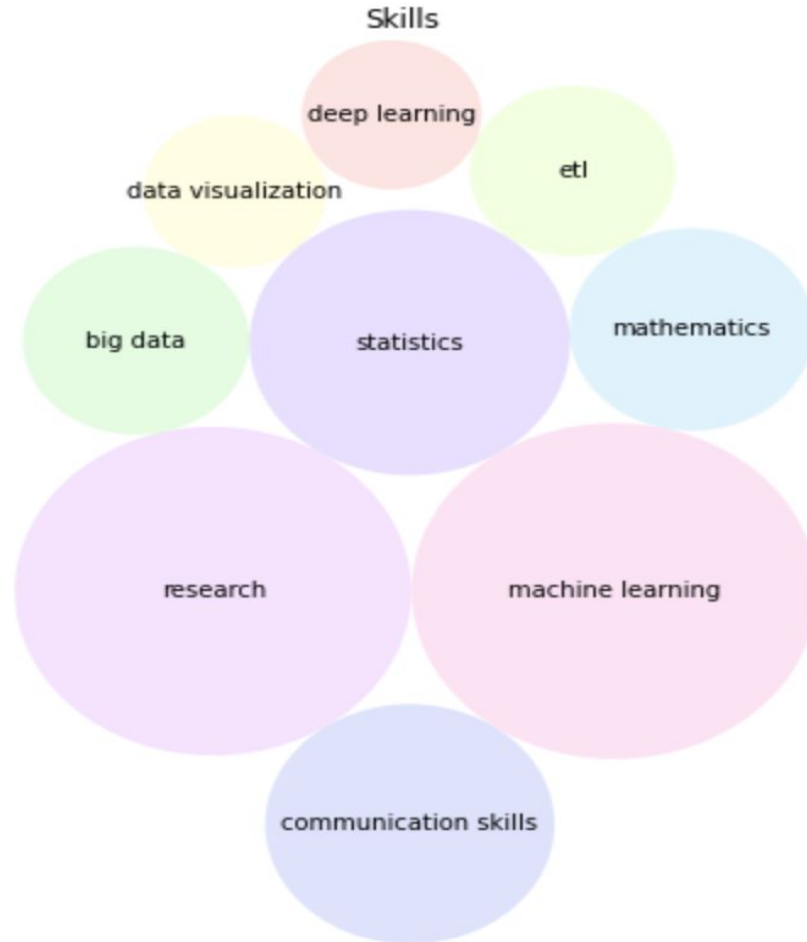 Skills
deep learning
etl
data visualization
mathematics
big data
statistics
research
machine learning
communication skills